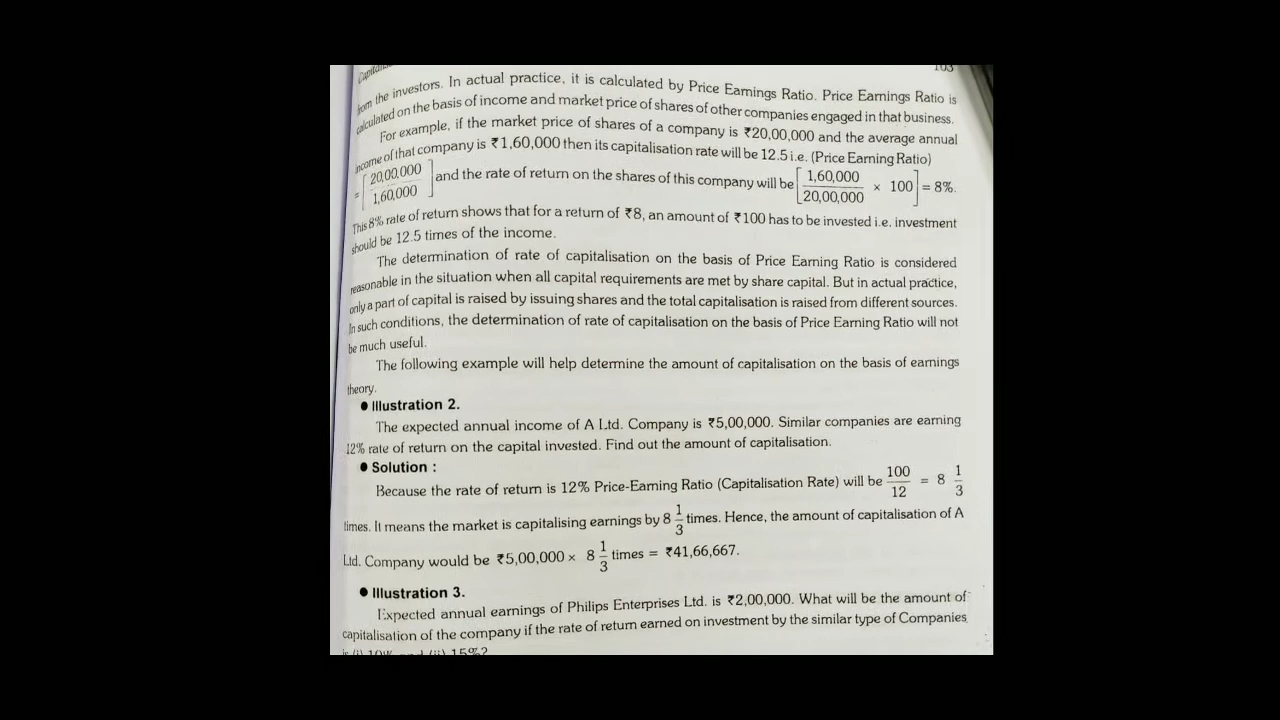 103
from the investors. In actual practice, it is calculated by Price Earnings Ratio. Price Earnings Ratio is
calculated on the basis of income and market price of shares of other companies engaged in that business.
For example, if the market price of shares of a company is ₹20,00,000 and the average annual
income of that company is ₹1,60,000 then its capitalisation rate will be 12.5 i.e. (Price Earning Ratio)
= [20,00,000 / 1,60,000] and the rate of return on the shares of this company will be [1,60,000 / 20,00,000 × 100] = 8%.
This 8% rate of return shows that for a return of ₹8, an amount of ₹100 has to be invested i.e. investment
should be 12.5 times of the income.
The determination of rate of capitalisation on the basis of Price Earning Ratio is considered
reasonable in the situation when all capital requirements are met by share capital. But in actual practice,
only a part of capital is raised by issuing shares and the total capitalisation is raised from different sources.
In such conditions, the determination of rate of capitalisation on the basis of Price Earning Ratio will not
be much useful.
The following example will help determine the amount of capitalisation on the basis of earnings
theory.
● Illustration 2.
The expected annual income of A Ltd. Company is ₹5,00,000. Similar companies are earning
12% rate of return on the capital invested. Find out the amount of capitalisation.
● Solution :
Because the rate of return is 12% Price-Earning Ratio (Capitalisation Rate) will be 100/12 = 8 1/3
times. It means the market is capitalising earnings by 8 1/3 times. Hence, the amount of capitalisation of A
Ltd. Company would be ₹5,00,000 × 8 1/3 times = ₹41,66,667.
● Illustration 3.
Expected annual earnings of Philips Enterprises Ltd. is ₹2,00,000. What will be the amount of
capitalisation of the company if the rate of return earned on investment by the similar type of Companies
is (i) 10% and (ii) 15%?